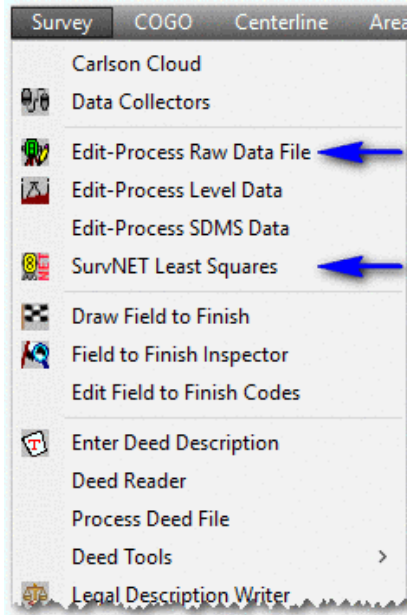 Survey COGO Centerline Area
Carlson Cloud
Data Collectors
Edit-Process Raw Data File
Edit-Process Level Data
Edit-Process SDMS Data
SurvNET Least Squares
Draw Field to Finish
Field to Finish Inspector
Edit Field to Finish Codes
Enter Deed Description
Deed Reader
Process Deed File
Deed Tools >
Legal Description Writer